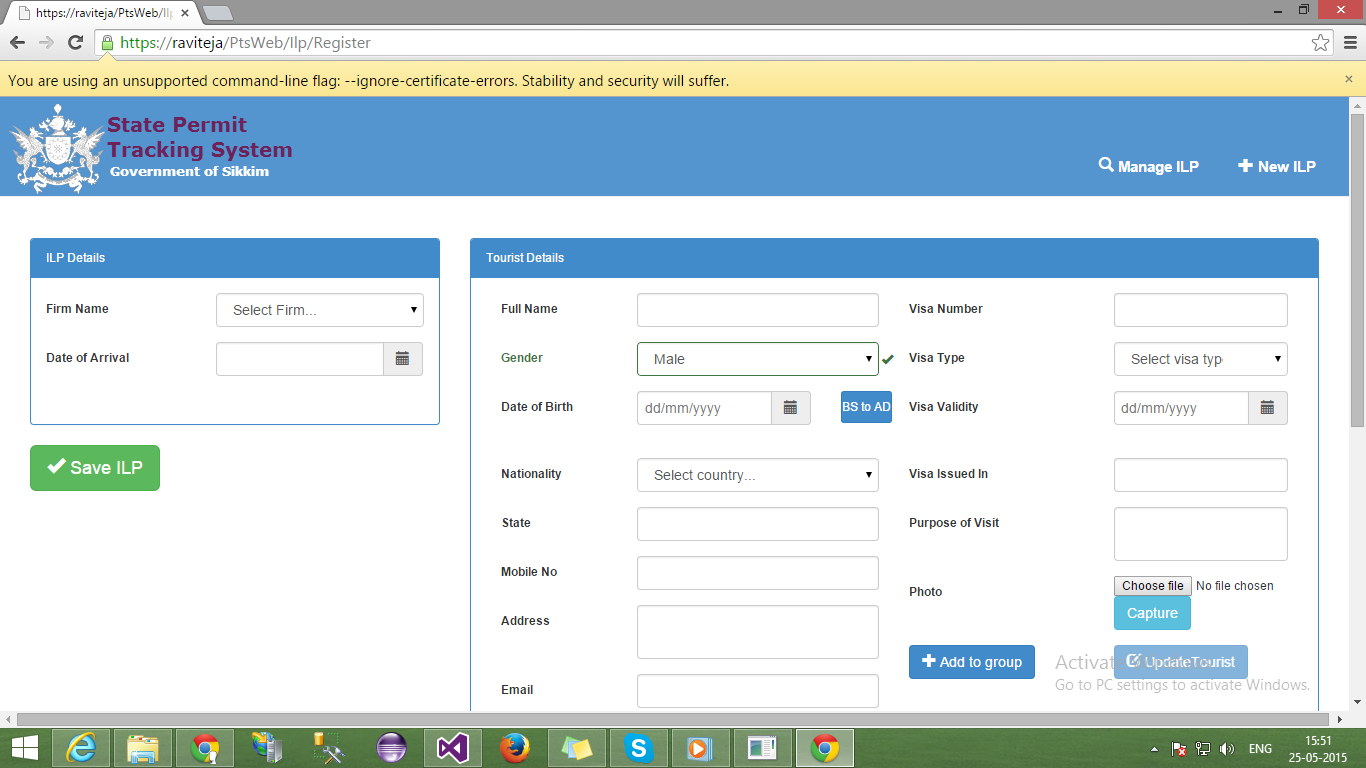 https://raviteja/PtsWeb/Ilp
https://raviteja/PtsWeb/Ilp/Register
You are using an unsupported command-line flag: --ignore-certificate-errors. Stability and security will suffer.
State Permit
Tracking System
Government of Sikkim
Manage ILP
New ILP
ILP Details
Firm Name
Select Firm...
Date of Arrival
Save ILP
Tourist Details
Full Name
Visa Number
Gender
Male
Visa Type
Select visa typ
Date of Birth
dd/mm/yyyy
BS to AD
Visa Validity
dd/mm/yyyy
Nationality
Select country...
Visa Issued In
State
Purpose of Visit
Mobile No
Photo
Choose file No file chosen
Capture
Address
Add to group
UpdateTourist
Activate Windows
Go to PC settings to activate Windows.
Email
ENG
15:51
25-05-2015